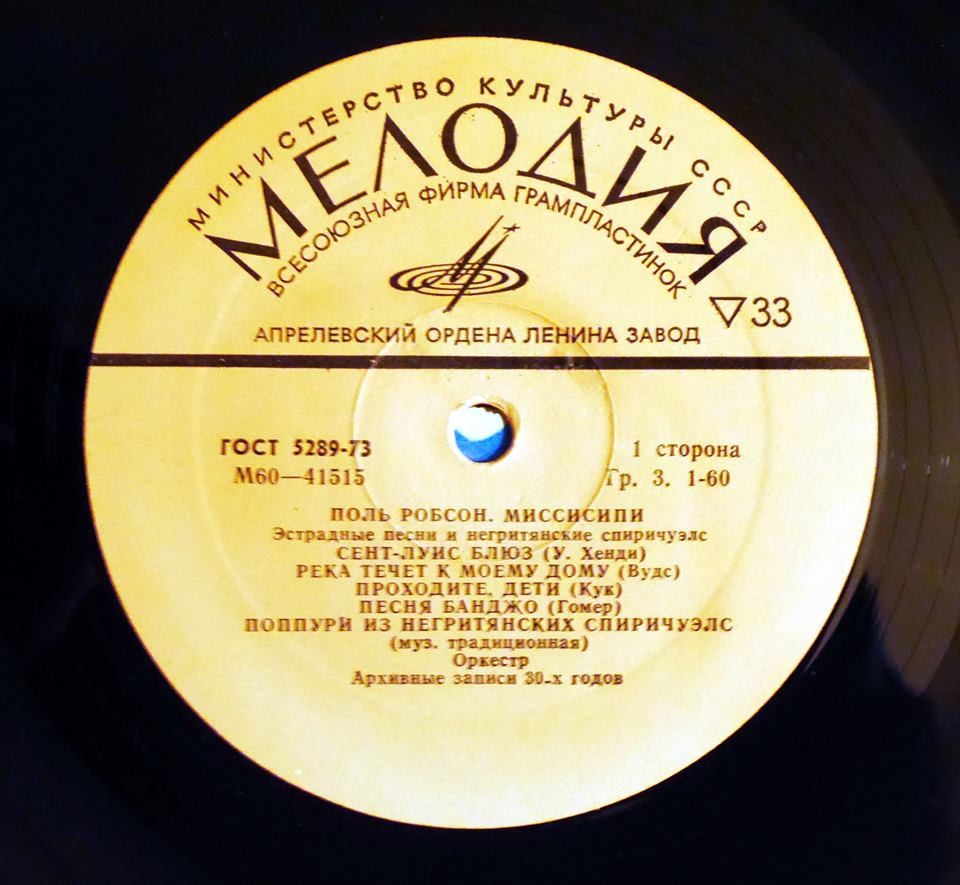 МИНИСТЕРСТВО КУЛЬТУРЫ СССР
МЕЛОДИЯ
ВСЕСОЮЗНАЯ ФИРМА ГРАМПЛАСТИНОК
▽33
АПРЕЛЕВСКИЙ ОРДЕНА ЛЕНИНА ЗАВОД
ГОСТ 5289-73
М60—41515
1 сторона
Гр. 3. 1-60
ПОЛЬ РОБСОН. МИССИСИПИ
Эстрадные песни и негритянские спиричуэлс
СЕНТ-ЛУИС БЛЮЗ (У. Хенди)
РЕКА ТЕЧЕТ К МОЕМУ ДОМУ (Вудс)
ПРОХОДИТЕ, ДЕТИ (Кук)
ПЕСНЯ БАНДЖО (Гомер)
ПОППУРИ ИЗ НЕГРИТЯНСКИХ СПИРИЧУЭЛС
(муз. традиционная)
Оркестр
Архивные записи 30-х годов